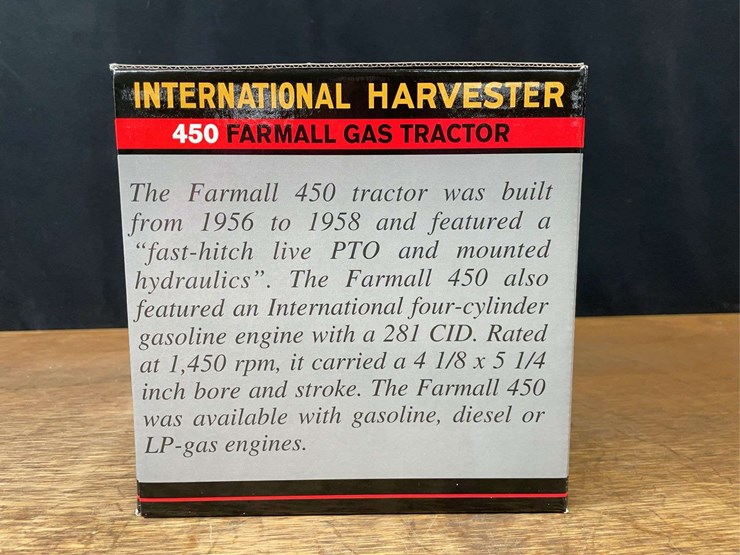 INTERNATIONAL HARVESTER
450 FARMALL GAS TRACTOR
The Farmall 450 tractor was built
from 1956 to 1958 and featured a
“fast-hitch live PTO and mounted
hydraulics”. The Farmall 450 also
featured an International four-cylinder
gasoline engine with a 281 CID. Rated
at 1,450 rpm, it carried a 4 1/8 x 5 1/4
inch bore and stroke. The Farmall 450
was available with gasoline, diesel or
LP-gas engines.